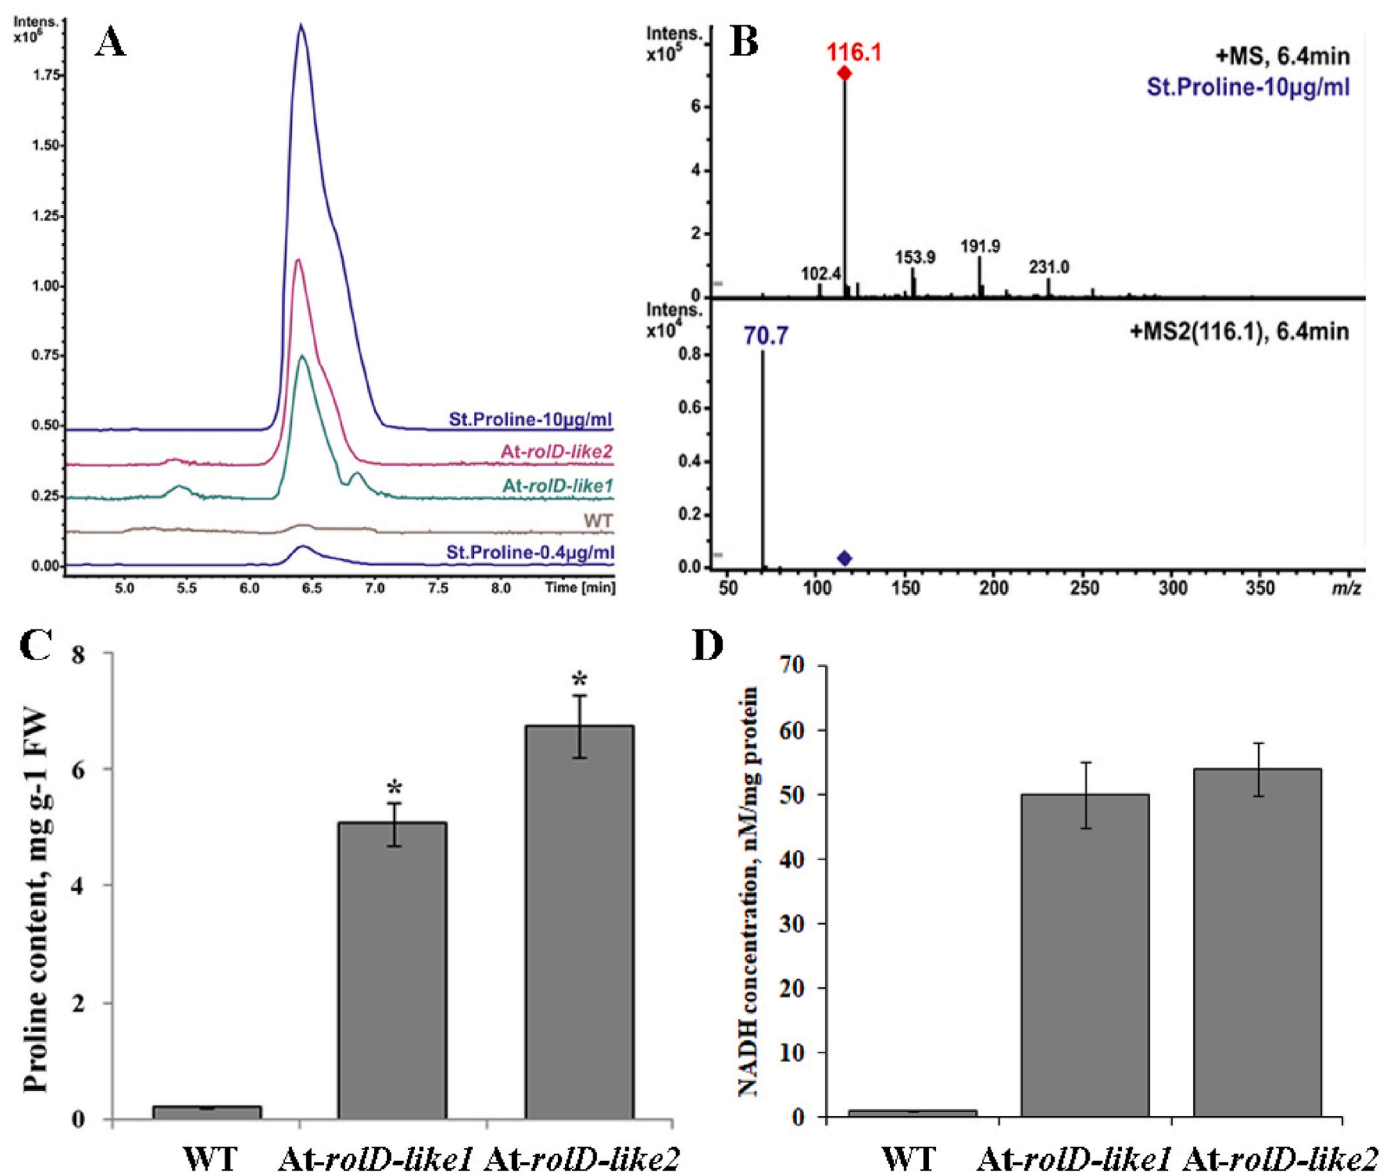 Intens.
x10⁶
A
1.75
1.50
1.25
1.00
0.75
0.50
0.25
0.00
St.Proline-10µg/ml
At-rolD-like2
At-rolD-like1
WT
St.Proline-0.4µg/ml
5.0 5.5 6.0 6.5 7.0 7.5 8.0 Time [min]
Intens.
x10⁵
B
116.1
+MS, 6.4min
St.Proline-10µg/ml
6
4
2
0
102.4
153.9
191.9
231.0
Intens.
x10⁴
70.7
+MS2(116.1), 6.4min
0.8
0.6
0.4
0.2
0.0
50 100 150 200 250 300 350 m/z
C
Proline content, mg g-1 FW
8
6
4
2
0
*
*
WT At-rolD-like1 At-rolD-like2
D
NADH concentration, nM/mg protein
70
60
50
40
30
20
10
0
WT At-rolD-like1 At-rolD-like2